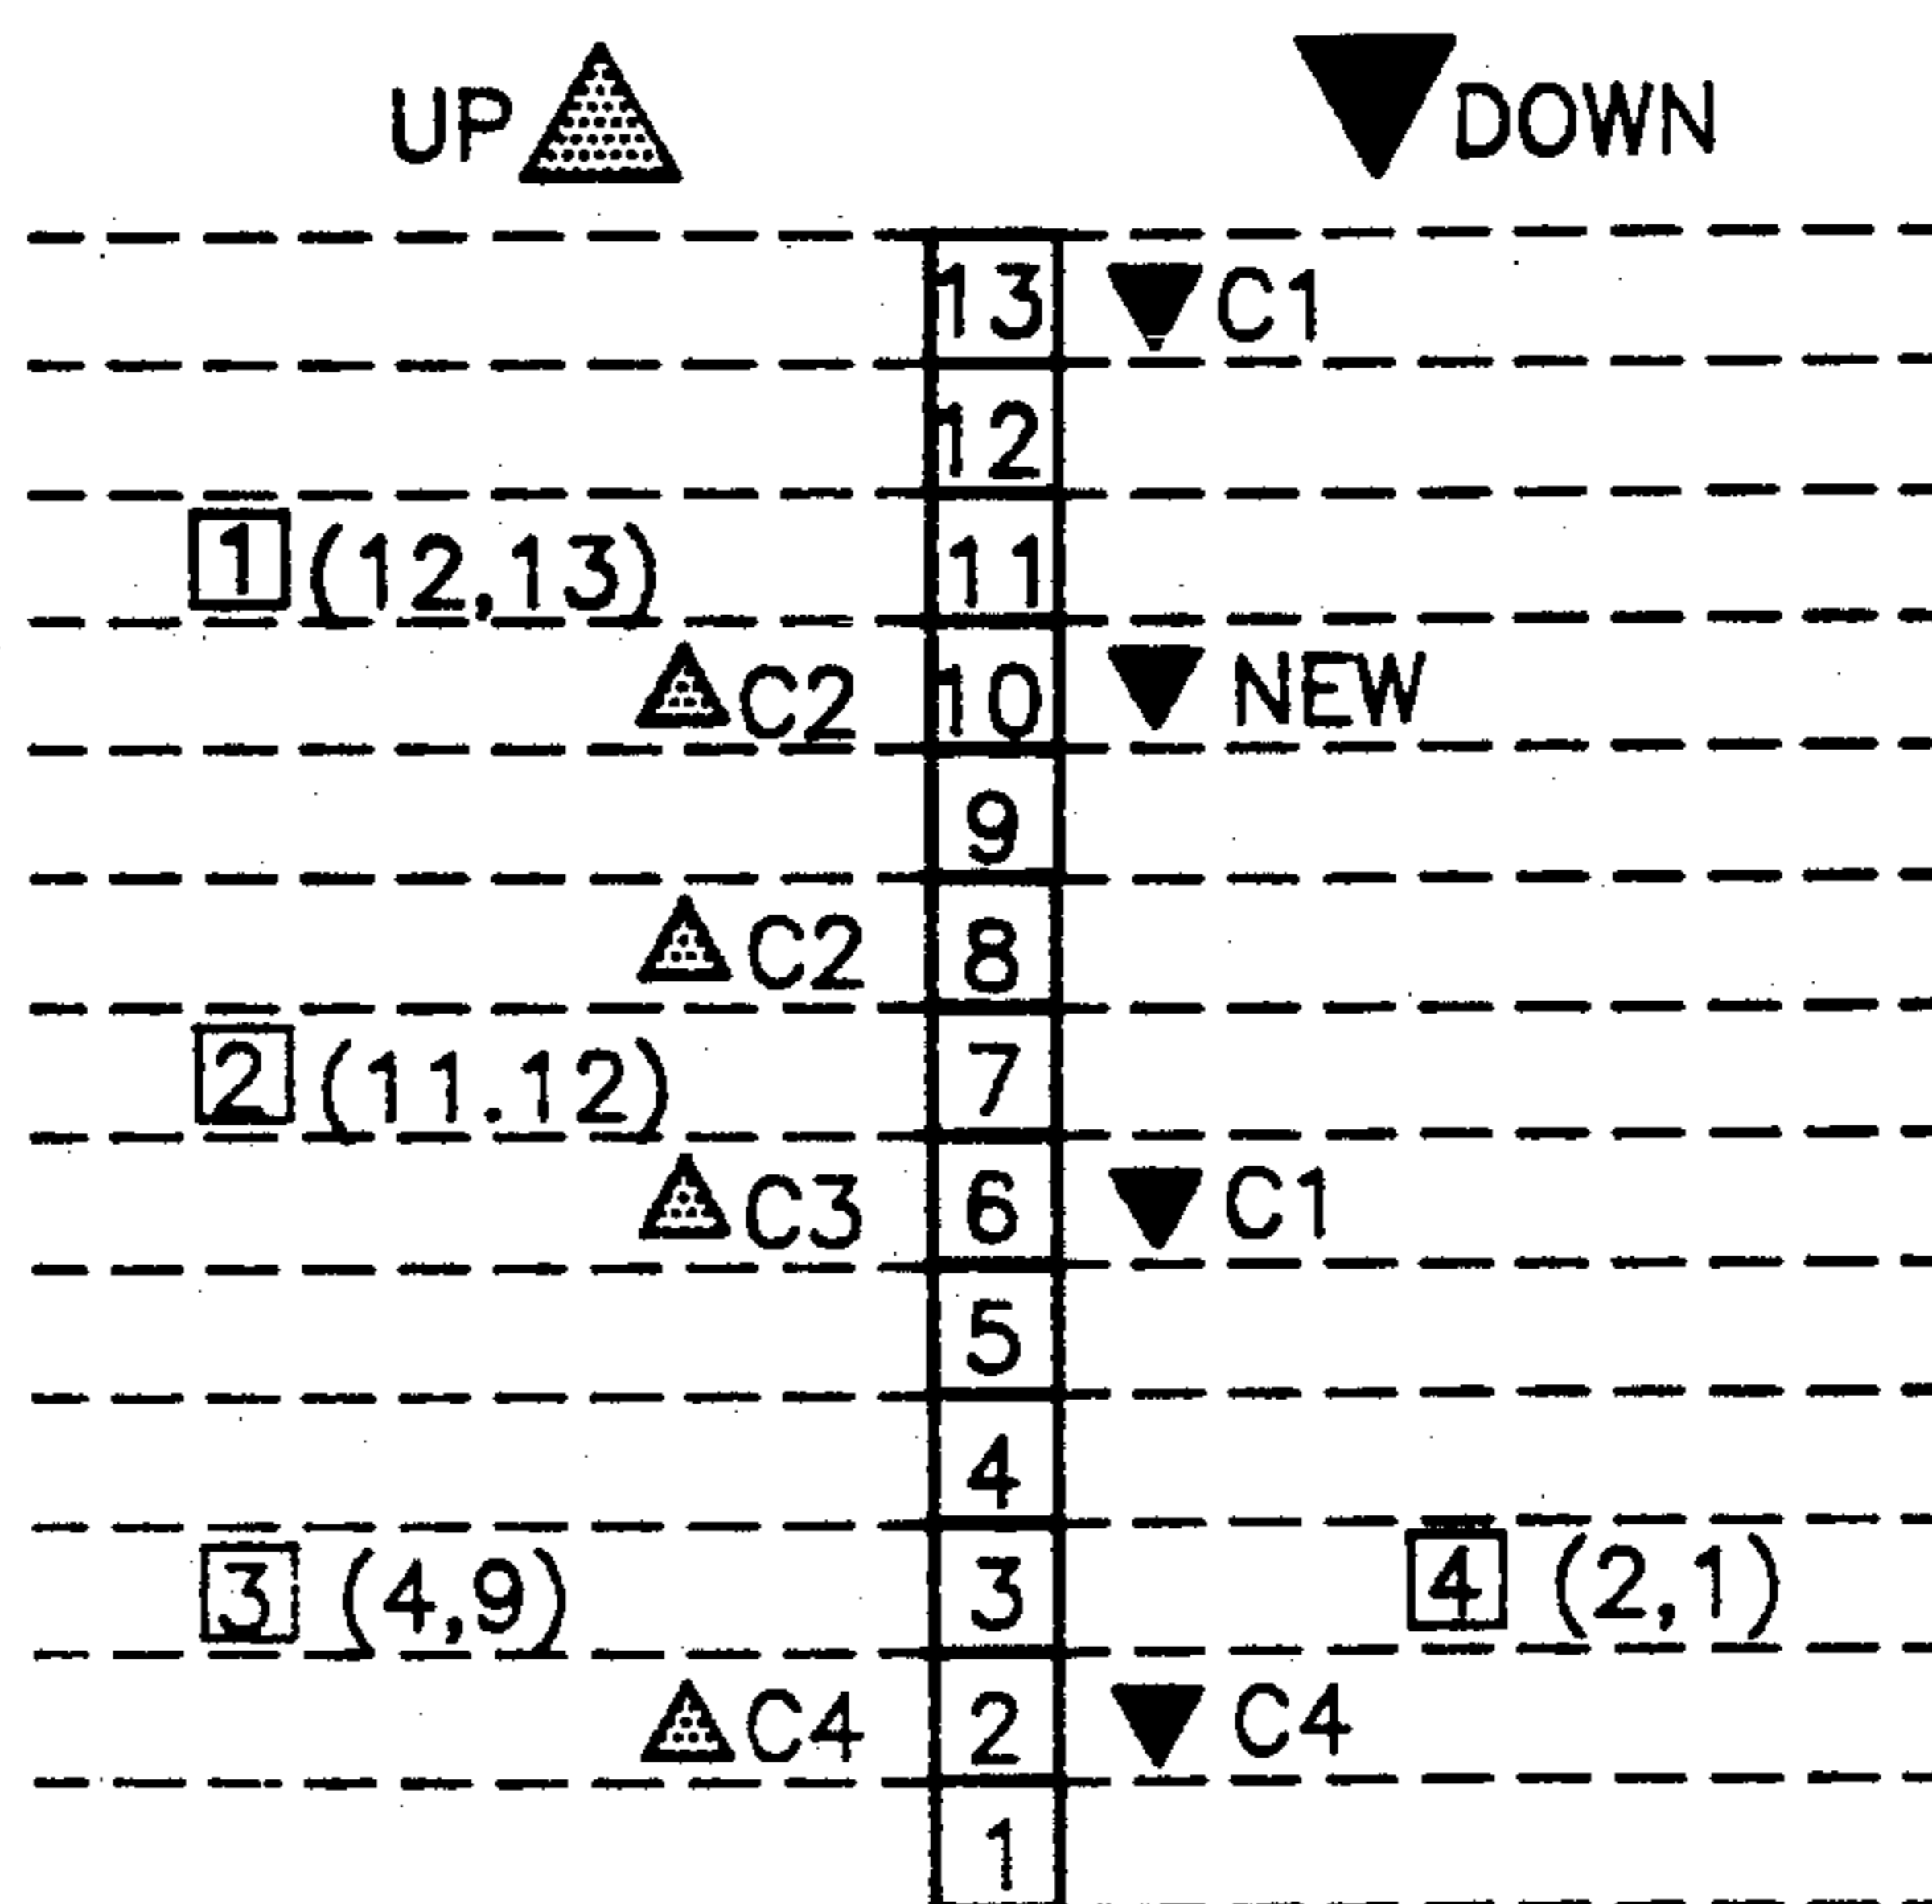 UP DOWN
13 C1
12
1 (12,13) 11
C2 10 NEW
9
C2 8
2 (11.12) 7
C3 6 C1
5
4
3 (4,9) 3 4 (2,1)
C4 2 C4
1